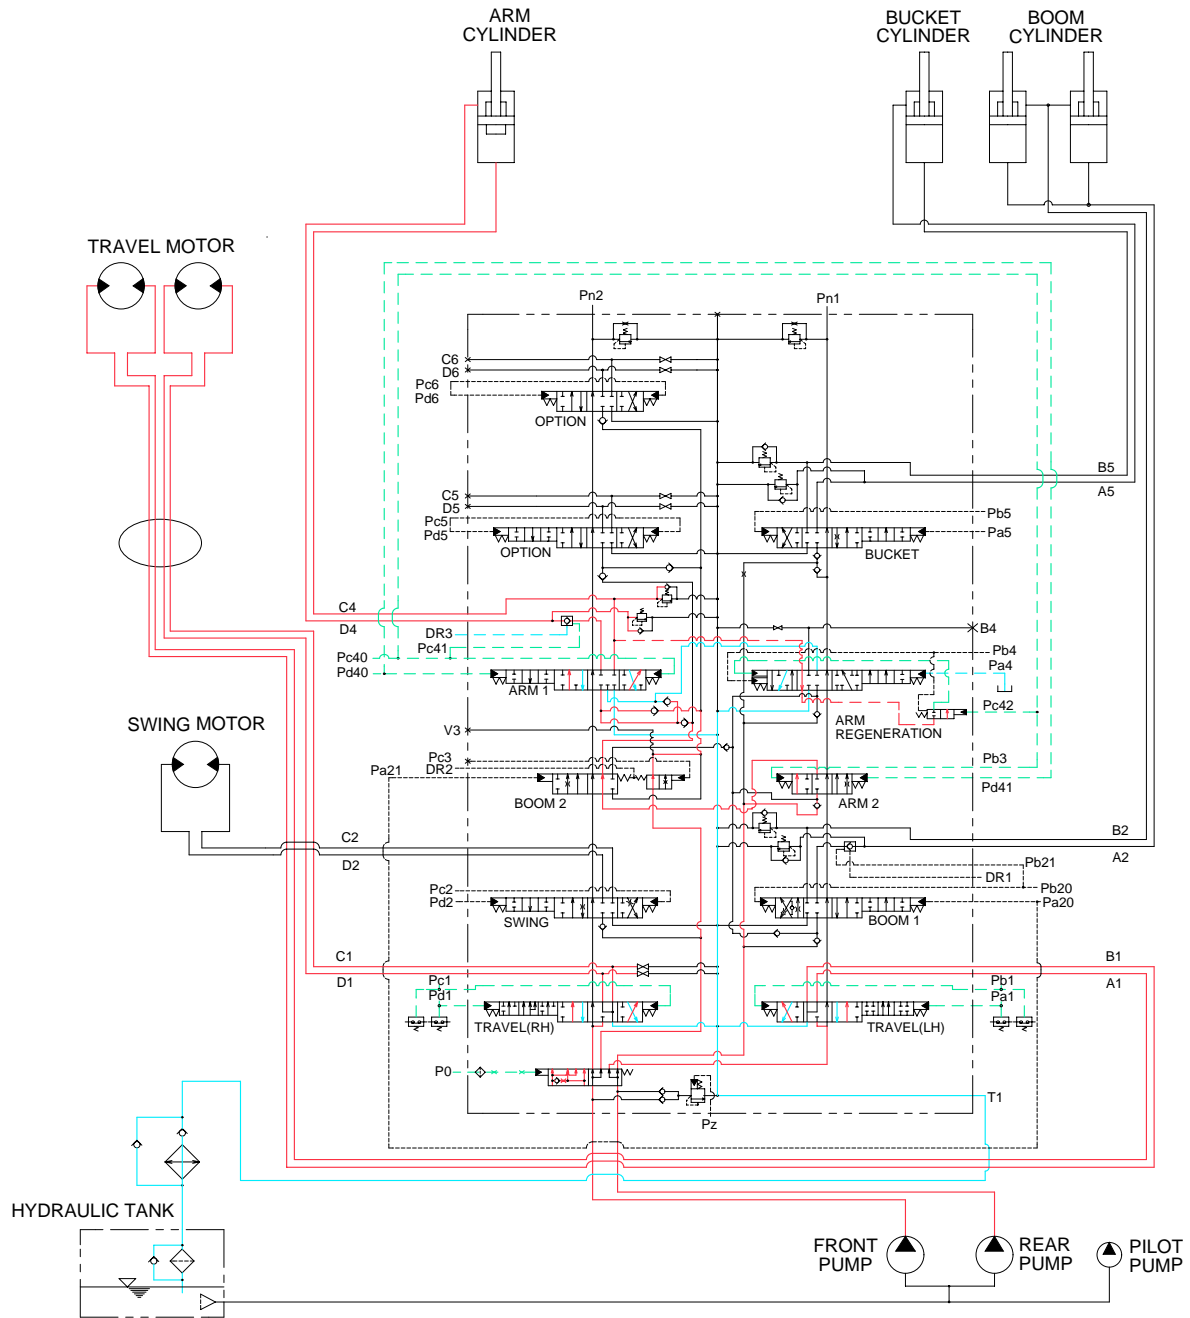 ARM
CYLINDER
BUCKET
CYLINDER
BOOM
CYLINDER
TRAVEL MOTOR
Pn2
Pn1
C6
D6
Pc6
Pd6
OPTION
C5
D5
Pc5
Pd5
OPTION
B5
A5
Pb5
Pa5
BUCKET
C4
D4
DR3
Pc41
Pc40
Pd40
ARM 1
B4
Pb4
Pa4
Pc42
ARM
REGENERATION
SWING MOTOR
V3
Pc3
DR2
Pa21
BOOM 2
Pb3
Pd41
ARM 2
C2
D2
B2
A2
Pb21
DR1
Pc2
Pd2
SWING
Pb20
Pa20
BOOM 1
C1
D1
B1
A1
Pc1
Pd1
TRAVEL(RH)
Pb1
Pa1
TRAVEL(LH)
P0
Pz
T1
HYDRAULIC TANK
FRONT
PUMP
REAR
PUMP
PILOT
PUMP